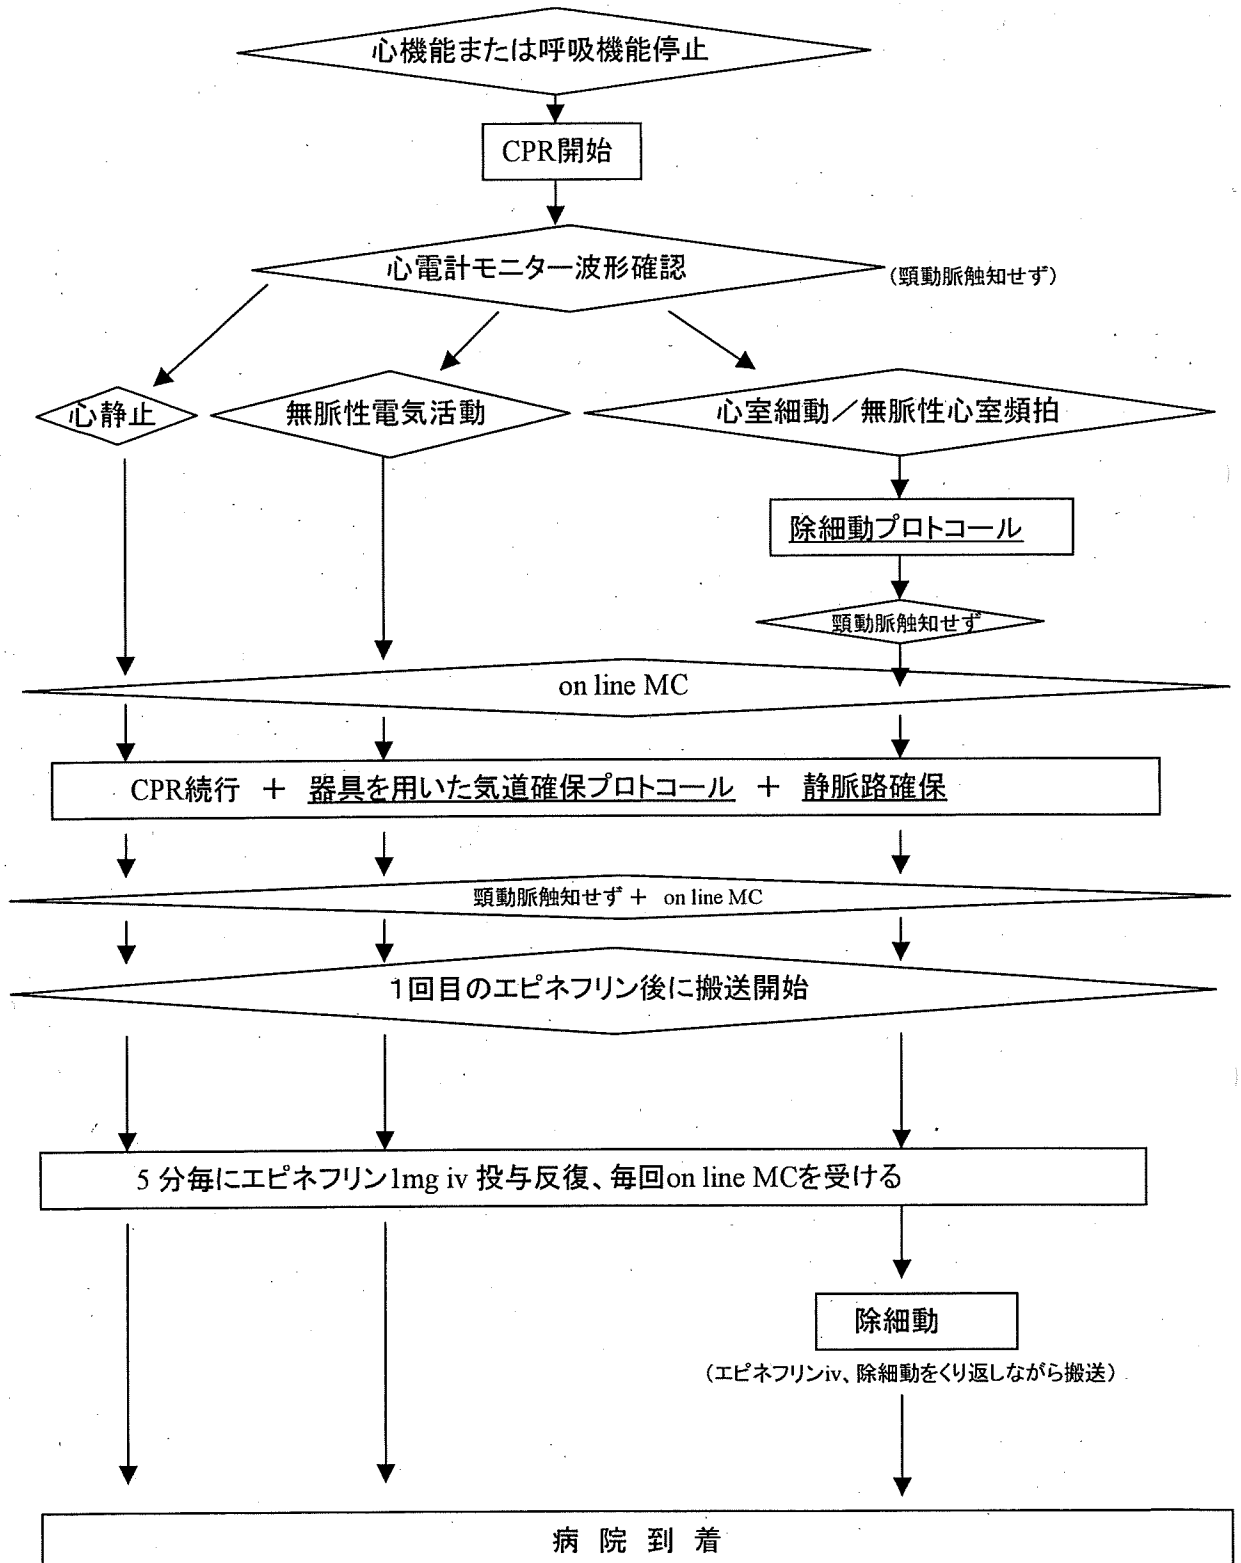 心機能または呼吸機能停止
CPR開始
心電計モニター波形確認
(頸動脈触知せず)
心静止
無脈性電気活動
心室細動／無脈性心室頻拍
除細動プロトコール
頸動脈触知せず
on line MC
CPR続行 ＋ 器具を用いた気道確保プロトコール ＋ 静脈路確保
頸動脈触知せず＋ on line MC
1回目のエピネフリン後に搬送開始
5 分毎にエピネフリン1mg iv 投与反復、毎回on line MCを受ける
除細動
(エピネフリンiv、除細動をくり返しながら搬送)
病 院 到 着